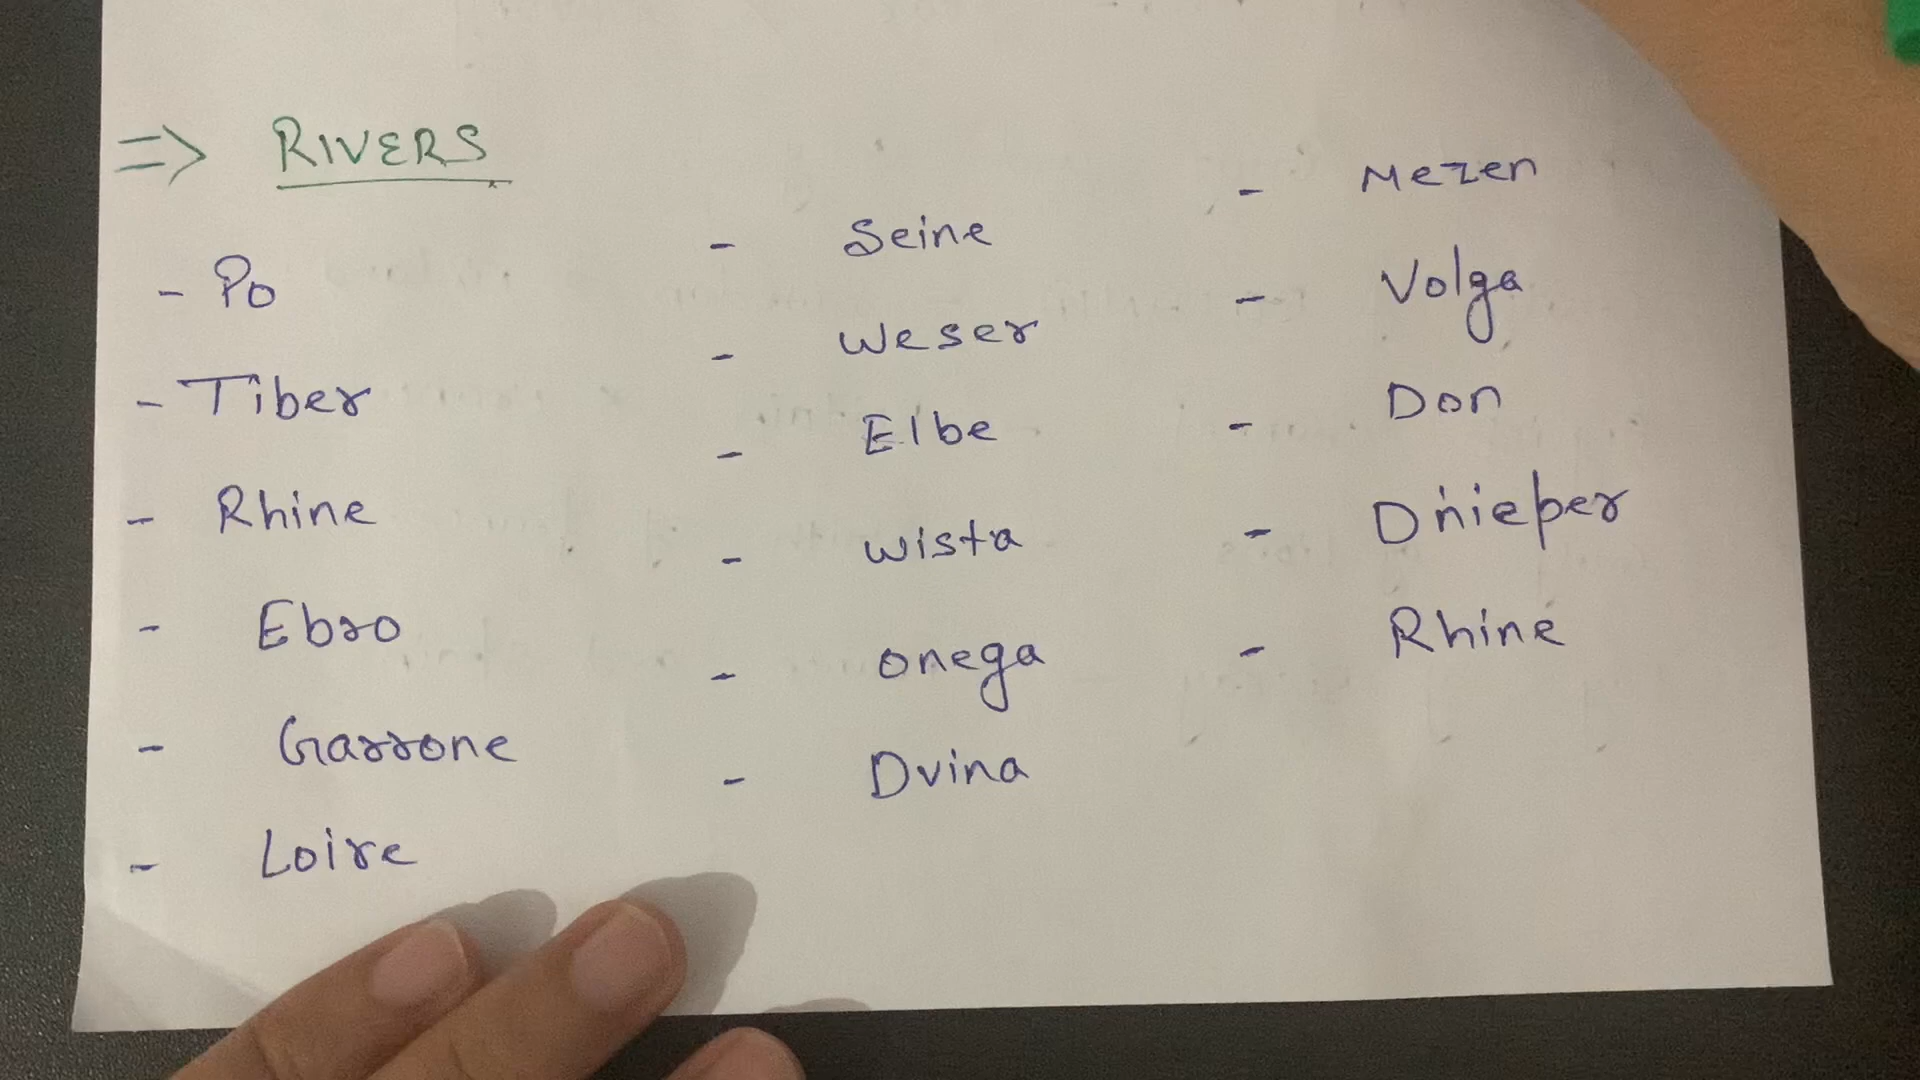 => RIVERS
- Po
- Tiber
- Rhine
- Ebro
- Garrone
- Loire
- Seine
- Weser
- Elbe
- Wista
- Onega
- Dvina
- Mezen
- Volga
- Don
- Dnieper
- Rhine